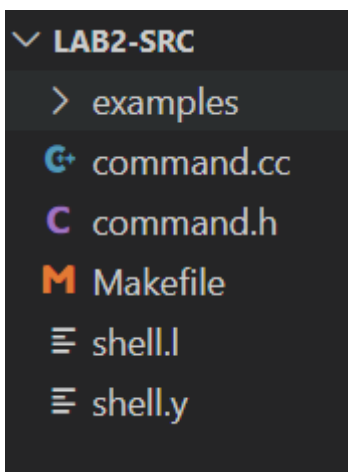 LAB2-SRC
examples
C++ command.cc
C command.h
M Makefile
shell.l
shell.y